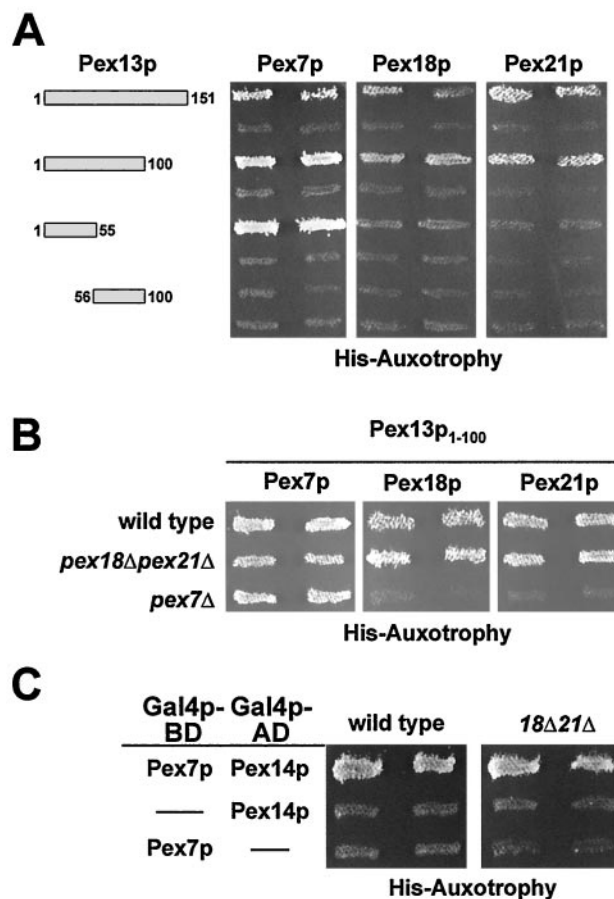 A
Pex13p Pex7p Pex18p Pex21p
1 151
1 100
1 55
56 100
His-Auxotrophy
B
Pex13p1-100
Pex7p Pex18p Pex21p
wild type
pex18Δpex21Δ
pex7Δ
His-Auxotrophy
C
Gal4p- Gal4p-
BD AD wild type 18Δ21Δ
Pex7p Pex14p
— Pex14p
Pex7p —
His-Auxotrophy